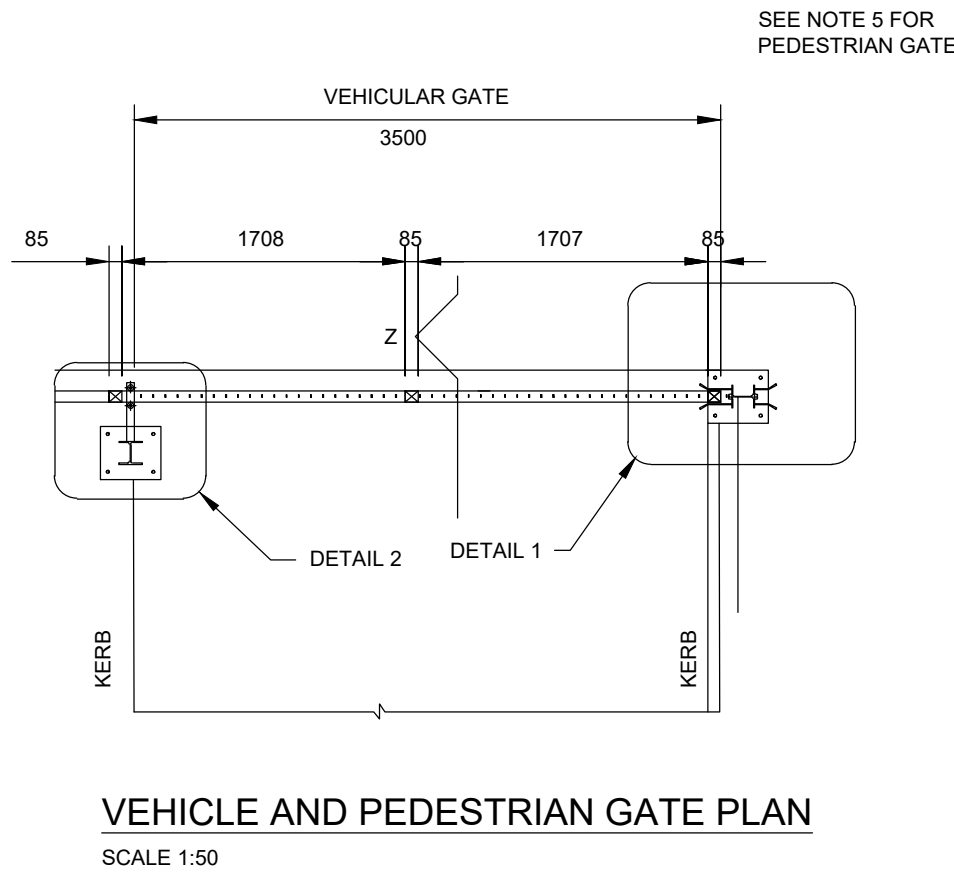 SEE NOTE 5 FOR
PEDESTRIAN GATE
VEHICULAR GATE
3500
85 1708 85 1707 85
Z
DETAIL 2 DETAIL 1
KERB KERB
VEHICLE AND PEDESTRIAN GATE PLAN
SCALE 1:50